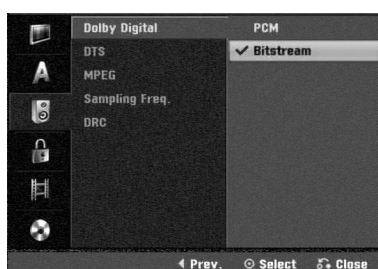 Dolby Digital
DTS
MPEG
Sampling Freq.
DRC
PCM
✔ Bitstream
A
◀ Prev. ⊙ Select Close